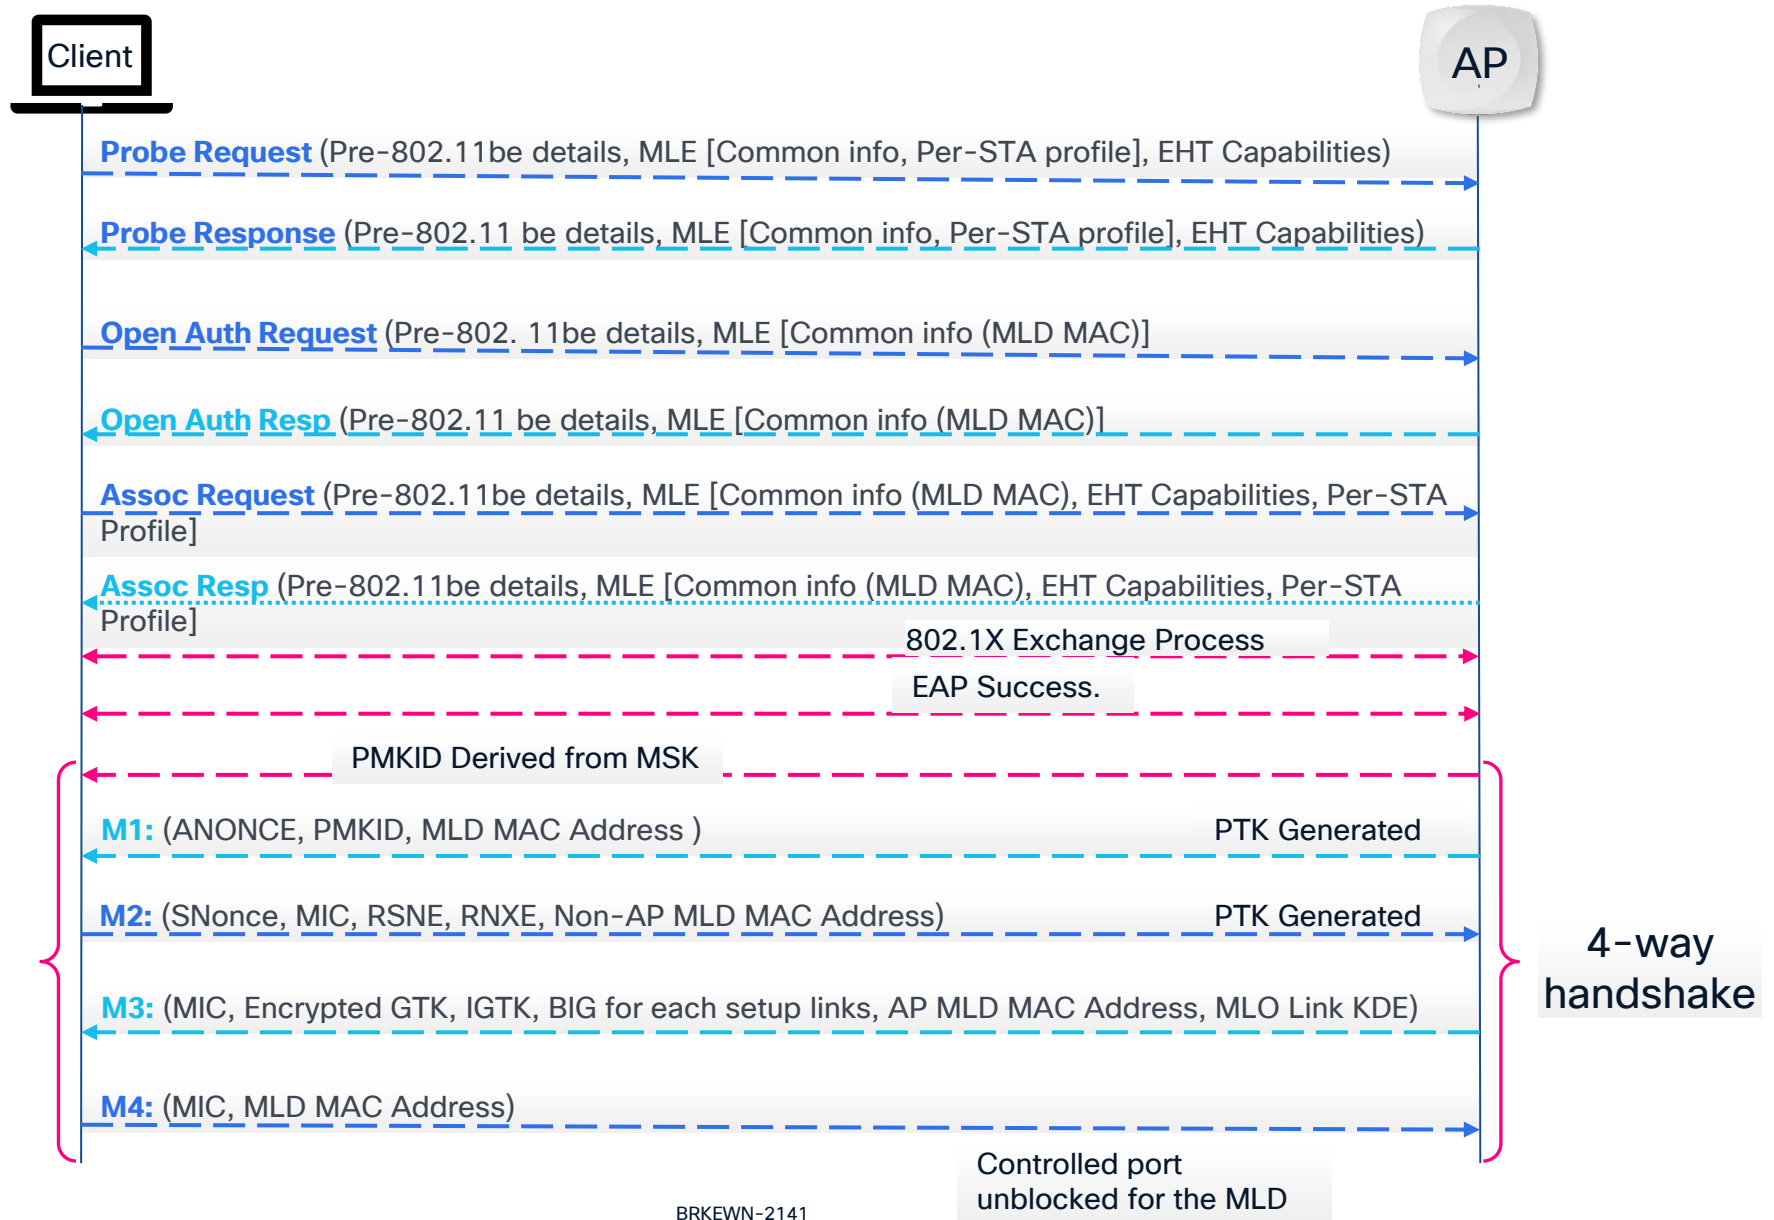 Client
AP
Probe Request (Pre-802.11be details, MLE [Common info, Per-STA profile], EHT Capabilities)
Probe Response (Pre-802.11 be details, MLE [Common info, Per-STA profile], EHT Capabilities)
Open Auth Request (Pre-802. 11be details, MLE [Common info (MLD MAC)]
Open Auth Resp (Pre-802.11 be details, MLE [Common info (MLD MAC)]
Assoc Request (Pre-802.11be details, MLE [Common info (MLD MAC), EHT Capabilities, Per-STA
Profile]
Assoc Resp (Pre-802.11be details, MLE [Common info (MLD MAC), EHT Capabilities, Per-STA
Profile]
802.1X Exchange Process
EAP Success.
PMKID Derived from MSK
M1: (ANONCE, PMKID, MLD MAC Address )
PTK Generated
M2: (SNonce, MIC, RSNE, RNXE, Non-AP MLD MAC Address)
PTK Generated
4-way
handshake
M3: (MIC, Encrypted GTK, IGTK, BIG for each setup links, AP MLD MAC Address, MLO Link KDE)
M4: (MIC, MLD MAC Address)
Controlled port
unblocked for the MLD
BRKEWN-2141